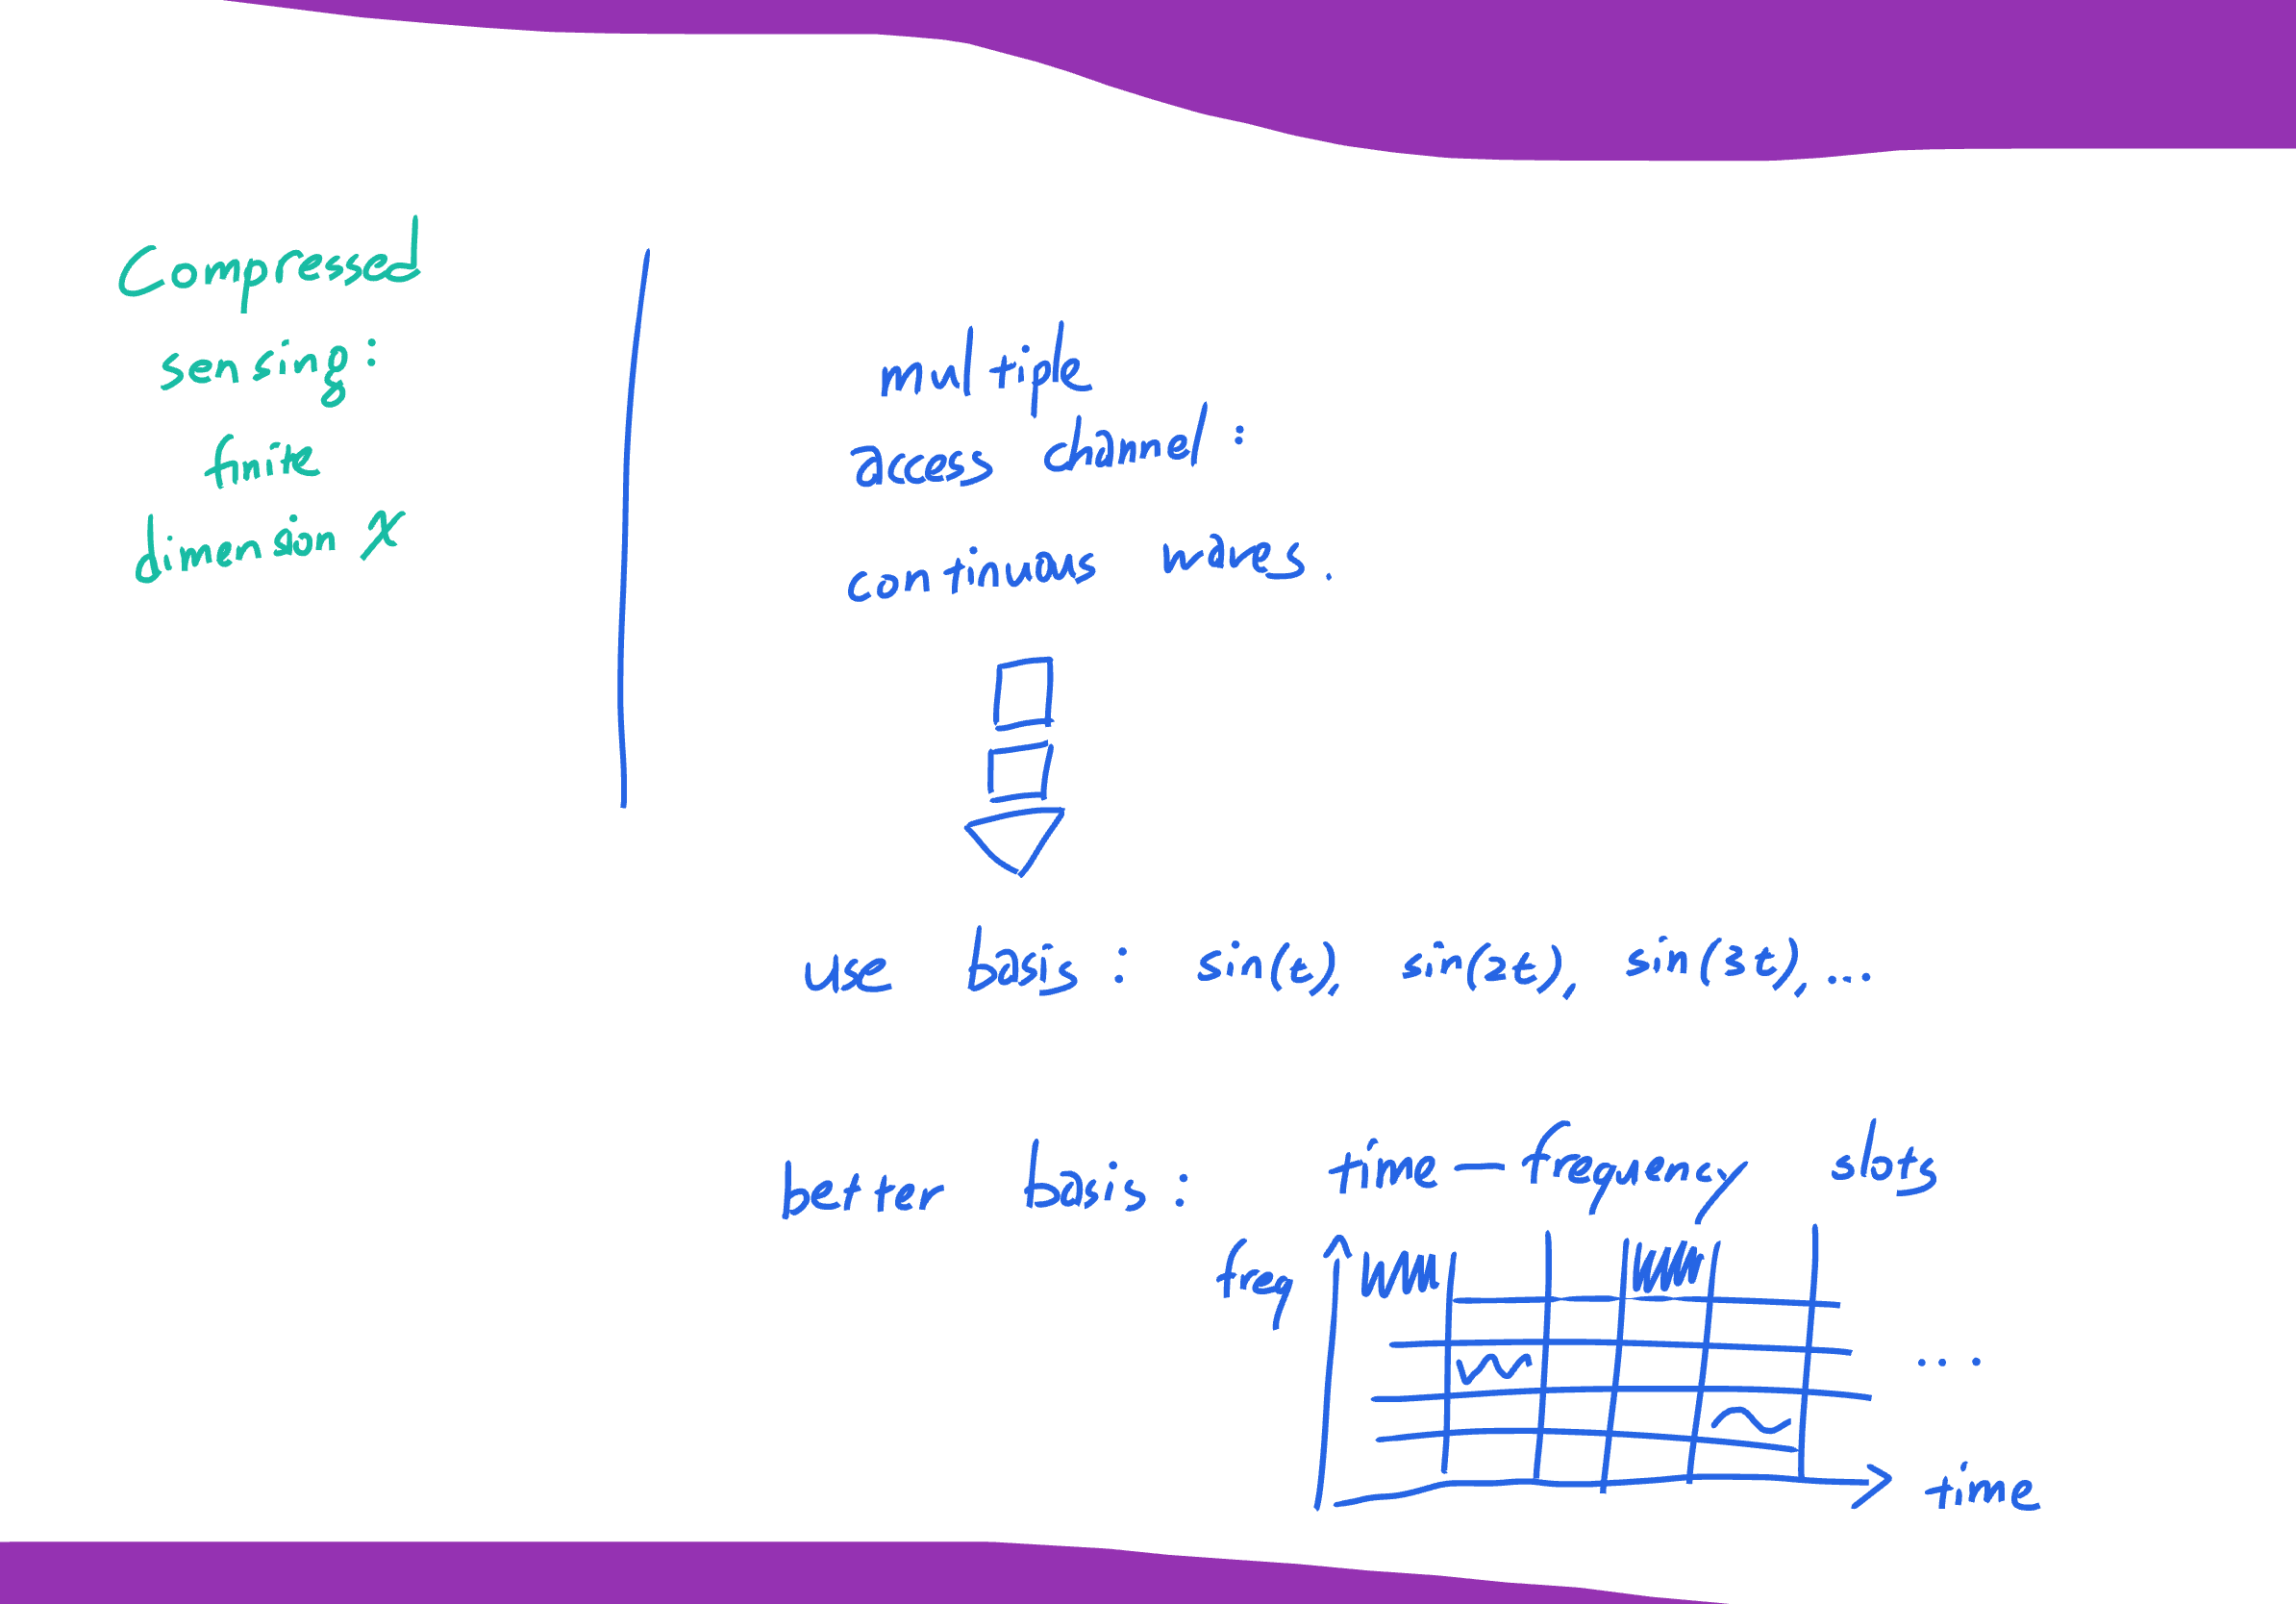 Compressed
sensing:
finite
dimension x
multiple
access channel:
continuous waves.
use basis: sin(t), sin(2t), sin(3t),...
better basis: time-frequency slots
freq
...
time